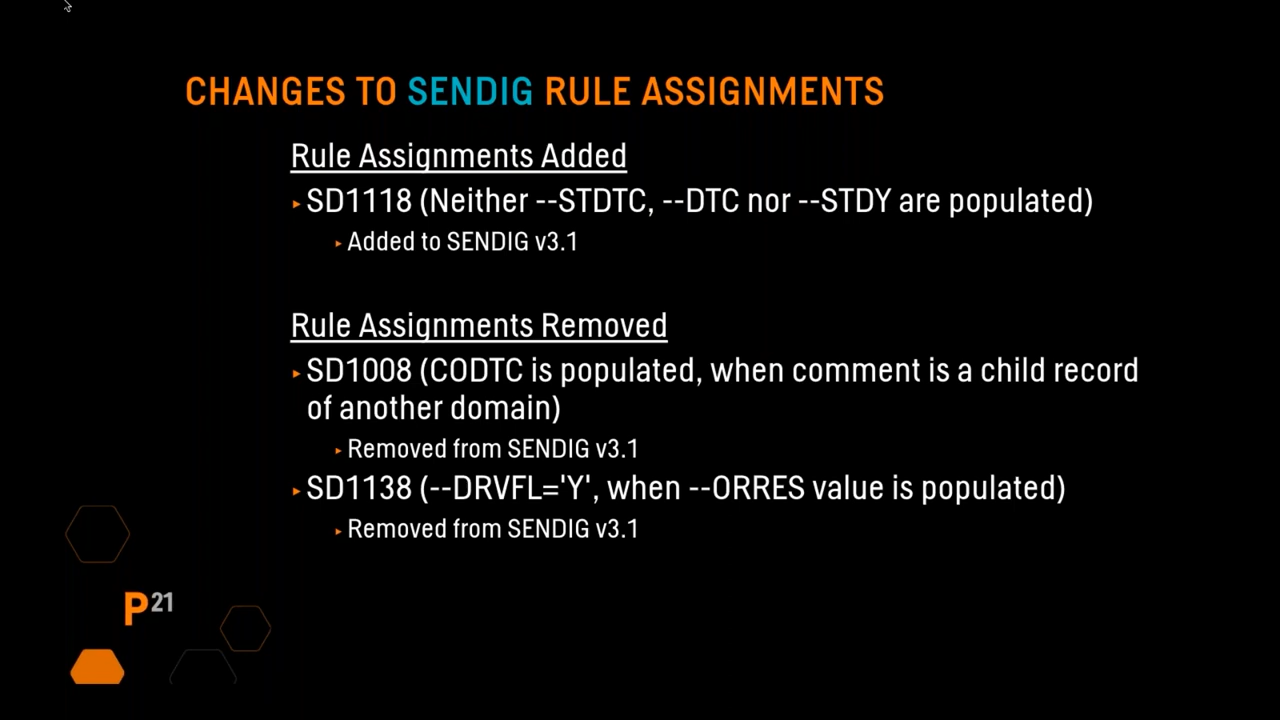 CHANGES TO SENDIG RULE ASSIGNMENTS
Rule Assignments Added
▸ SD1118 (Neither --STDTC, --DTC nor --STDY are populated)
▸ Added to SENDIG v3.1
Rule Assignments Removed
▸ SD1008 (CODTC is populated, when comment is a child record
of another domain)
▸ Removed from SENDIG v3.1
▸ SD1138 (--DRVFL='Y', when --ORRES value is populated)
▸ Removed from SENDIG v3.1
P21